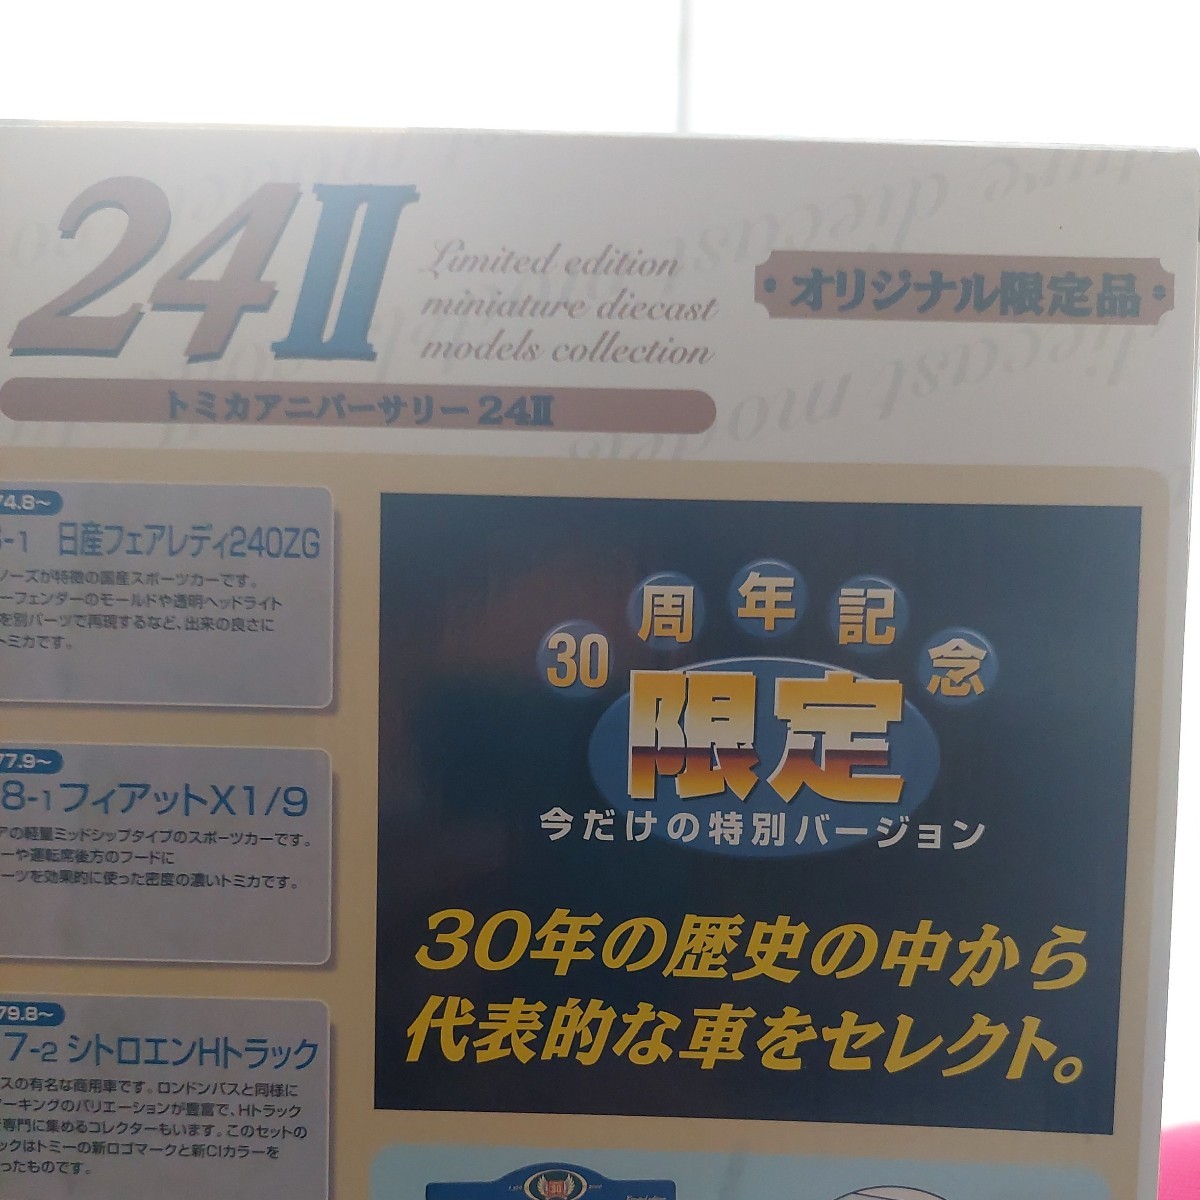 24Ⅱ
Limited edition
miniature diecast
models collection
オリジナル限定品
トミカアニバーサリー24Ⅱ
74.8〜
-1 日産フェアレディ240ZG
ノーズが特徴の国産スポーツカーです。
ーフェンダーのモールドや透明ヘッドライト
を別パーツで再現するなど、出来の良さに
トミカです。
77.9〜
8-1 フィアットX1/9
アの軽量ミッドシップタイプのスポーツカーです。
ーや運転席後方のフードに
ーツを効果的に使った密度の濃いトミカです。
79.8〜
7-2 シトロエンHトラック
スの有名な商用車です。ロンドンバスと同様に
ーキングのバリエーションが豊富で、Hトラック
専門に集めるコレクターもいます。このセットの
ックはトミーの新ロゴマークと新CIカラーを
ったものです。
30周年記念
限定
今だけの特別バージョン
30年の歴史の中から
代表的な車をセレクト。
30